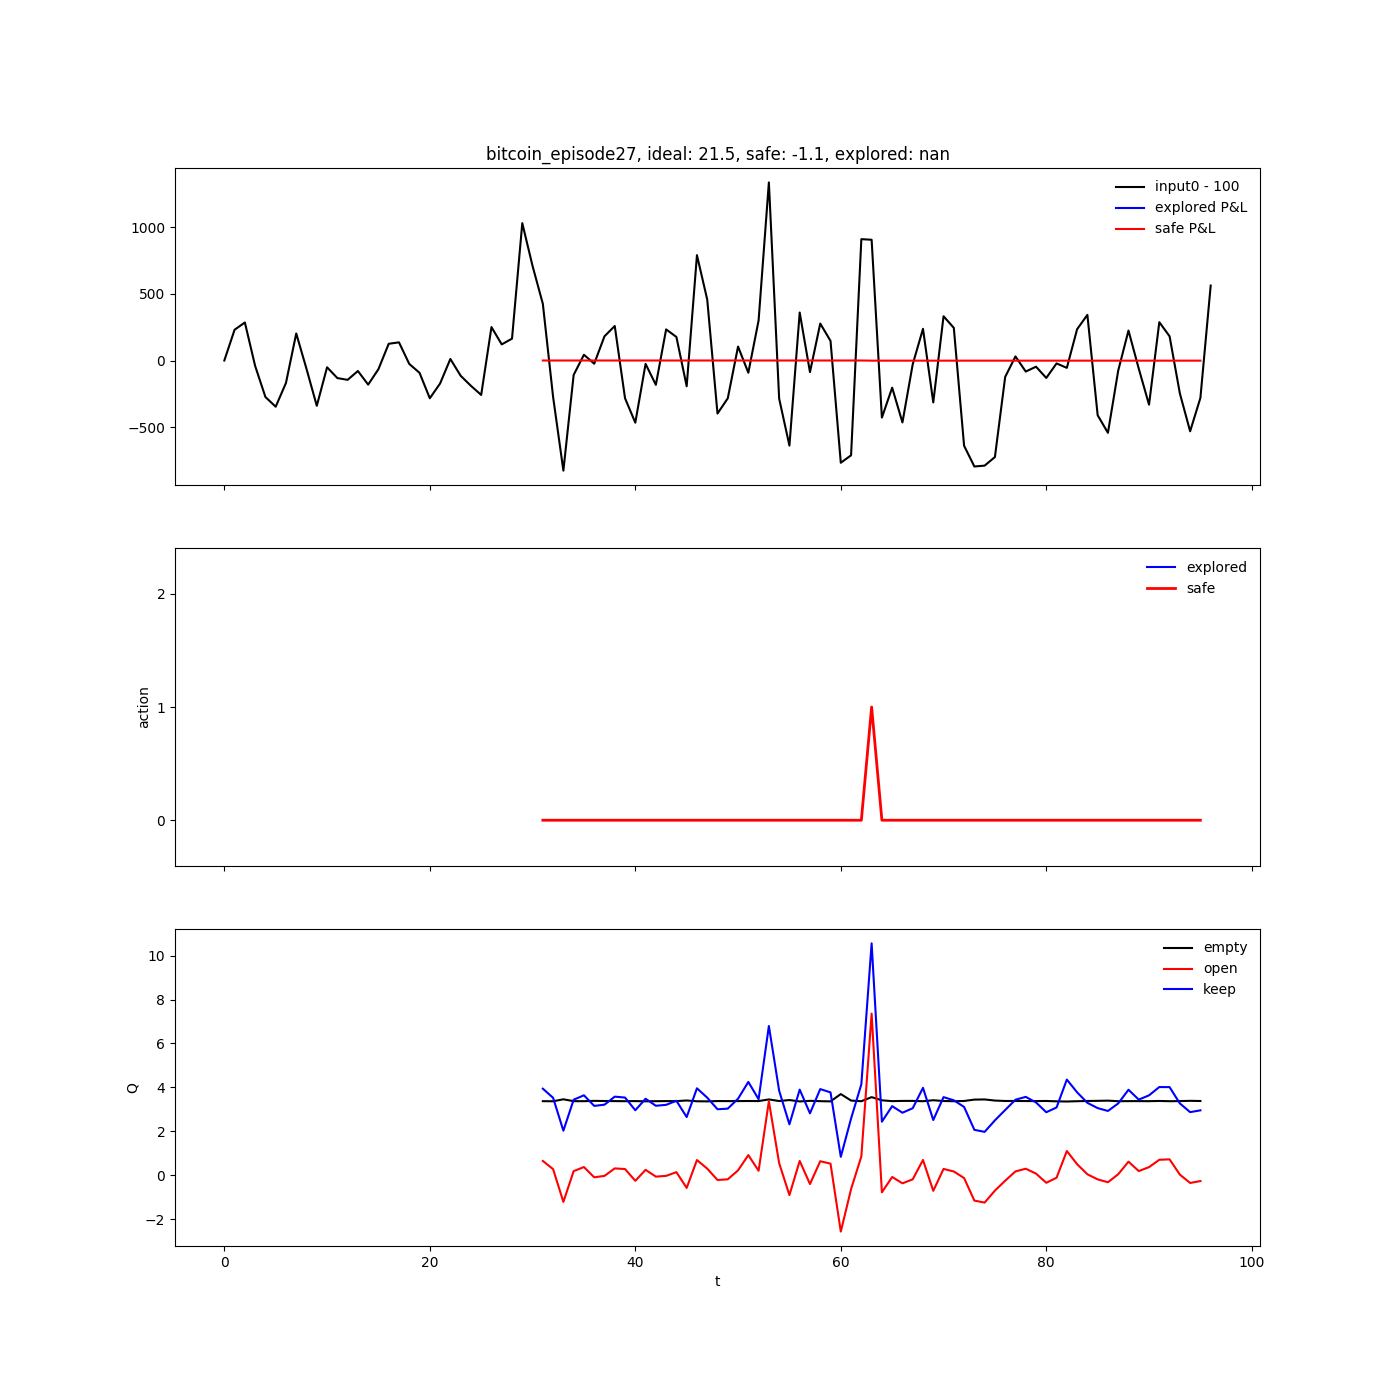 bitcoin_episode27, ideal: 21.5, safe: -1.1, explored: nan
input0 - 100
explored P&L
safe P&L
1000
500
0
−500
explored
safe
2
1
0
action
empty
open
keep
10
8
6
4
2
0
−2
Q
0 20 40 60 80 100
t